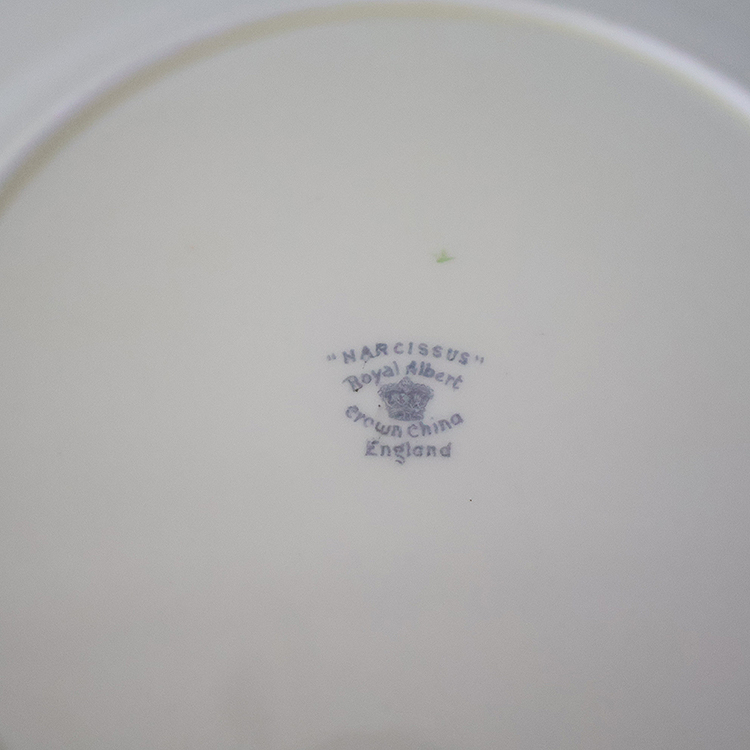 "NARCISSUS"
Royal Albert
Crown China
England